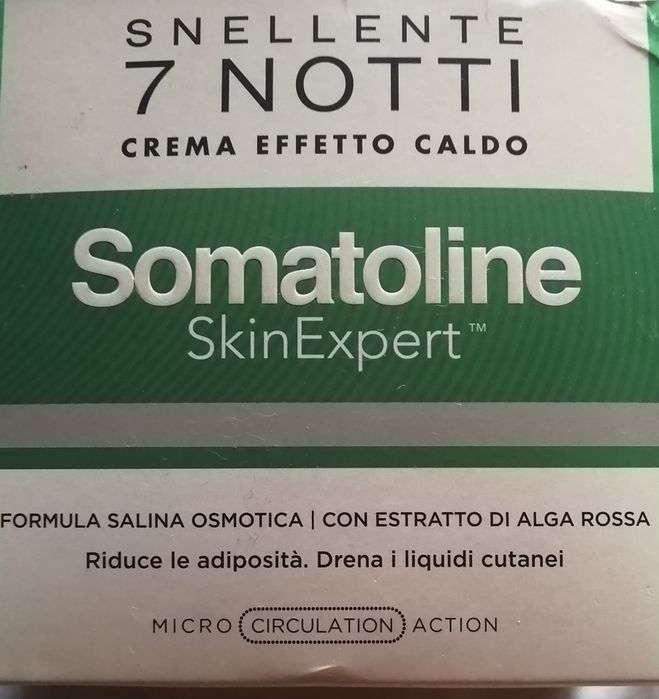 SNELLENTE
7 NOTTI
CREMA EFFETTO CALDO
Somatoline
SkinExpert™
FORMULA SALINA OSMOTICA | CON ESTRATTO DI ALGA ROSSA
Riduce le adiposità. Drena i liquidi cutanei
MICRO CIRCULATION ACTION